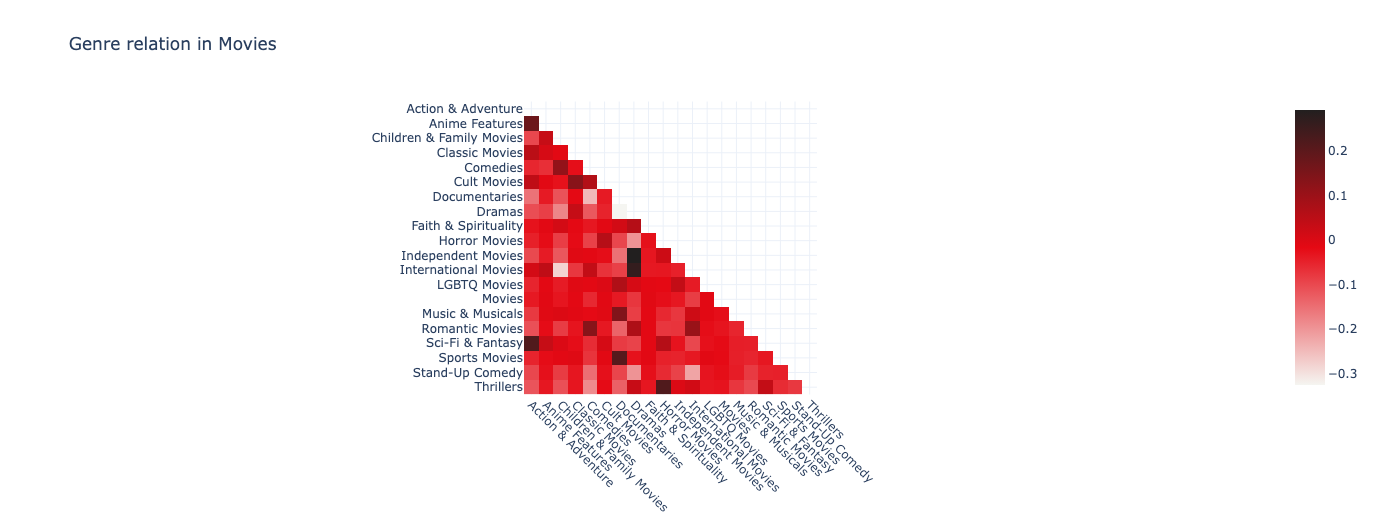 Genre relation in Movies
Action & Adventure
Anime Features
Children & Family Movies
Classic Movies
Comedies
Cult Movies
Documentaries
Dramas
Faith & Spirituality
Horror Movies
Independent Movies
International Movies
LGBTQ Movies
Movies
Music & Musicals
Romantic Movies
Sci-Fi & Fantasy
Sports Movies
Stand-Up Comedy
Thrillers
Action & Adventure
Anime Features
Children & Family Movies
Classic Movies
Comedies
Cult Movies
Documentaries
Dramas
Faith & Spirituality
Horror Movies
Independent Movies
International Movies
LGBTQ Movies
Movies
Music & Musicals
Romantic Movies
Sci-Fi & Fantasy
Sports Movies
Stand-Up Comedy
Thrillers
0.2
0.1
0
−0.1
−0.2
−0.3